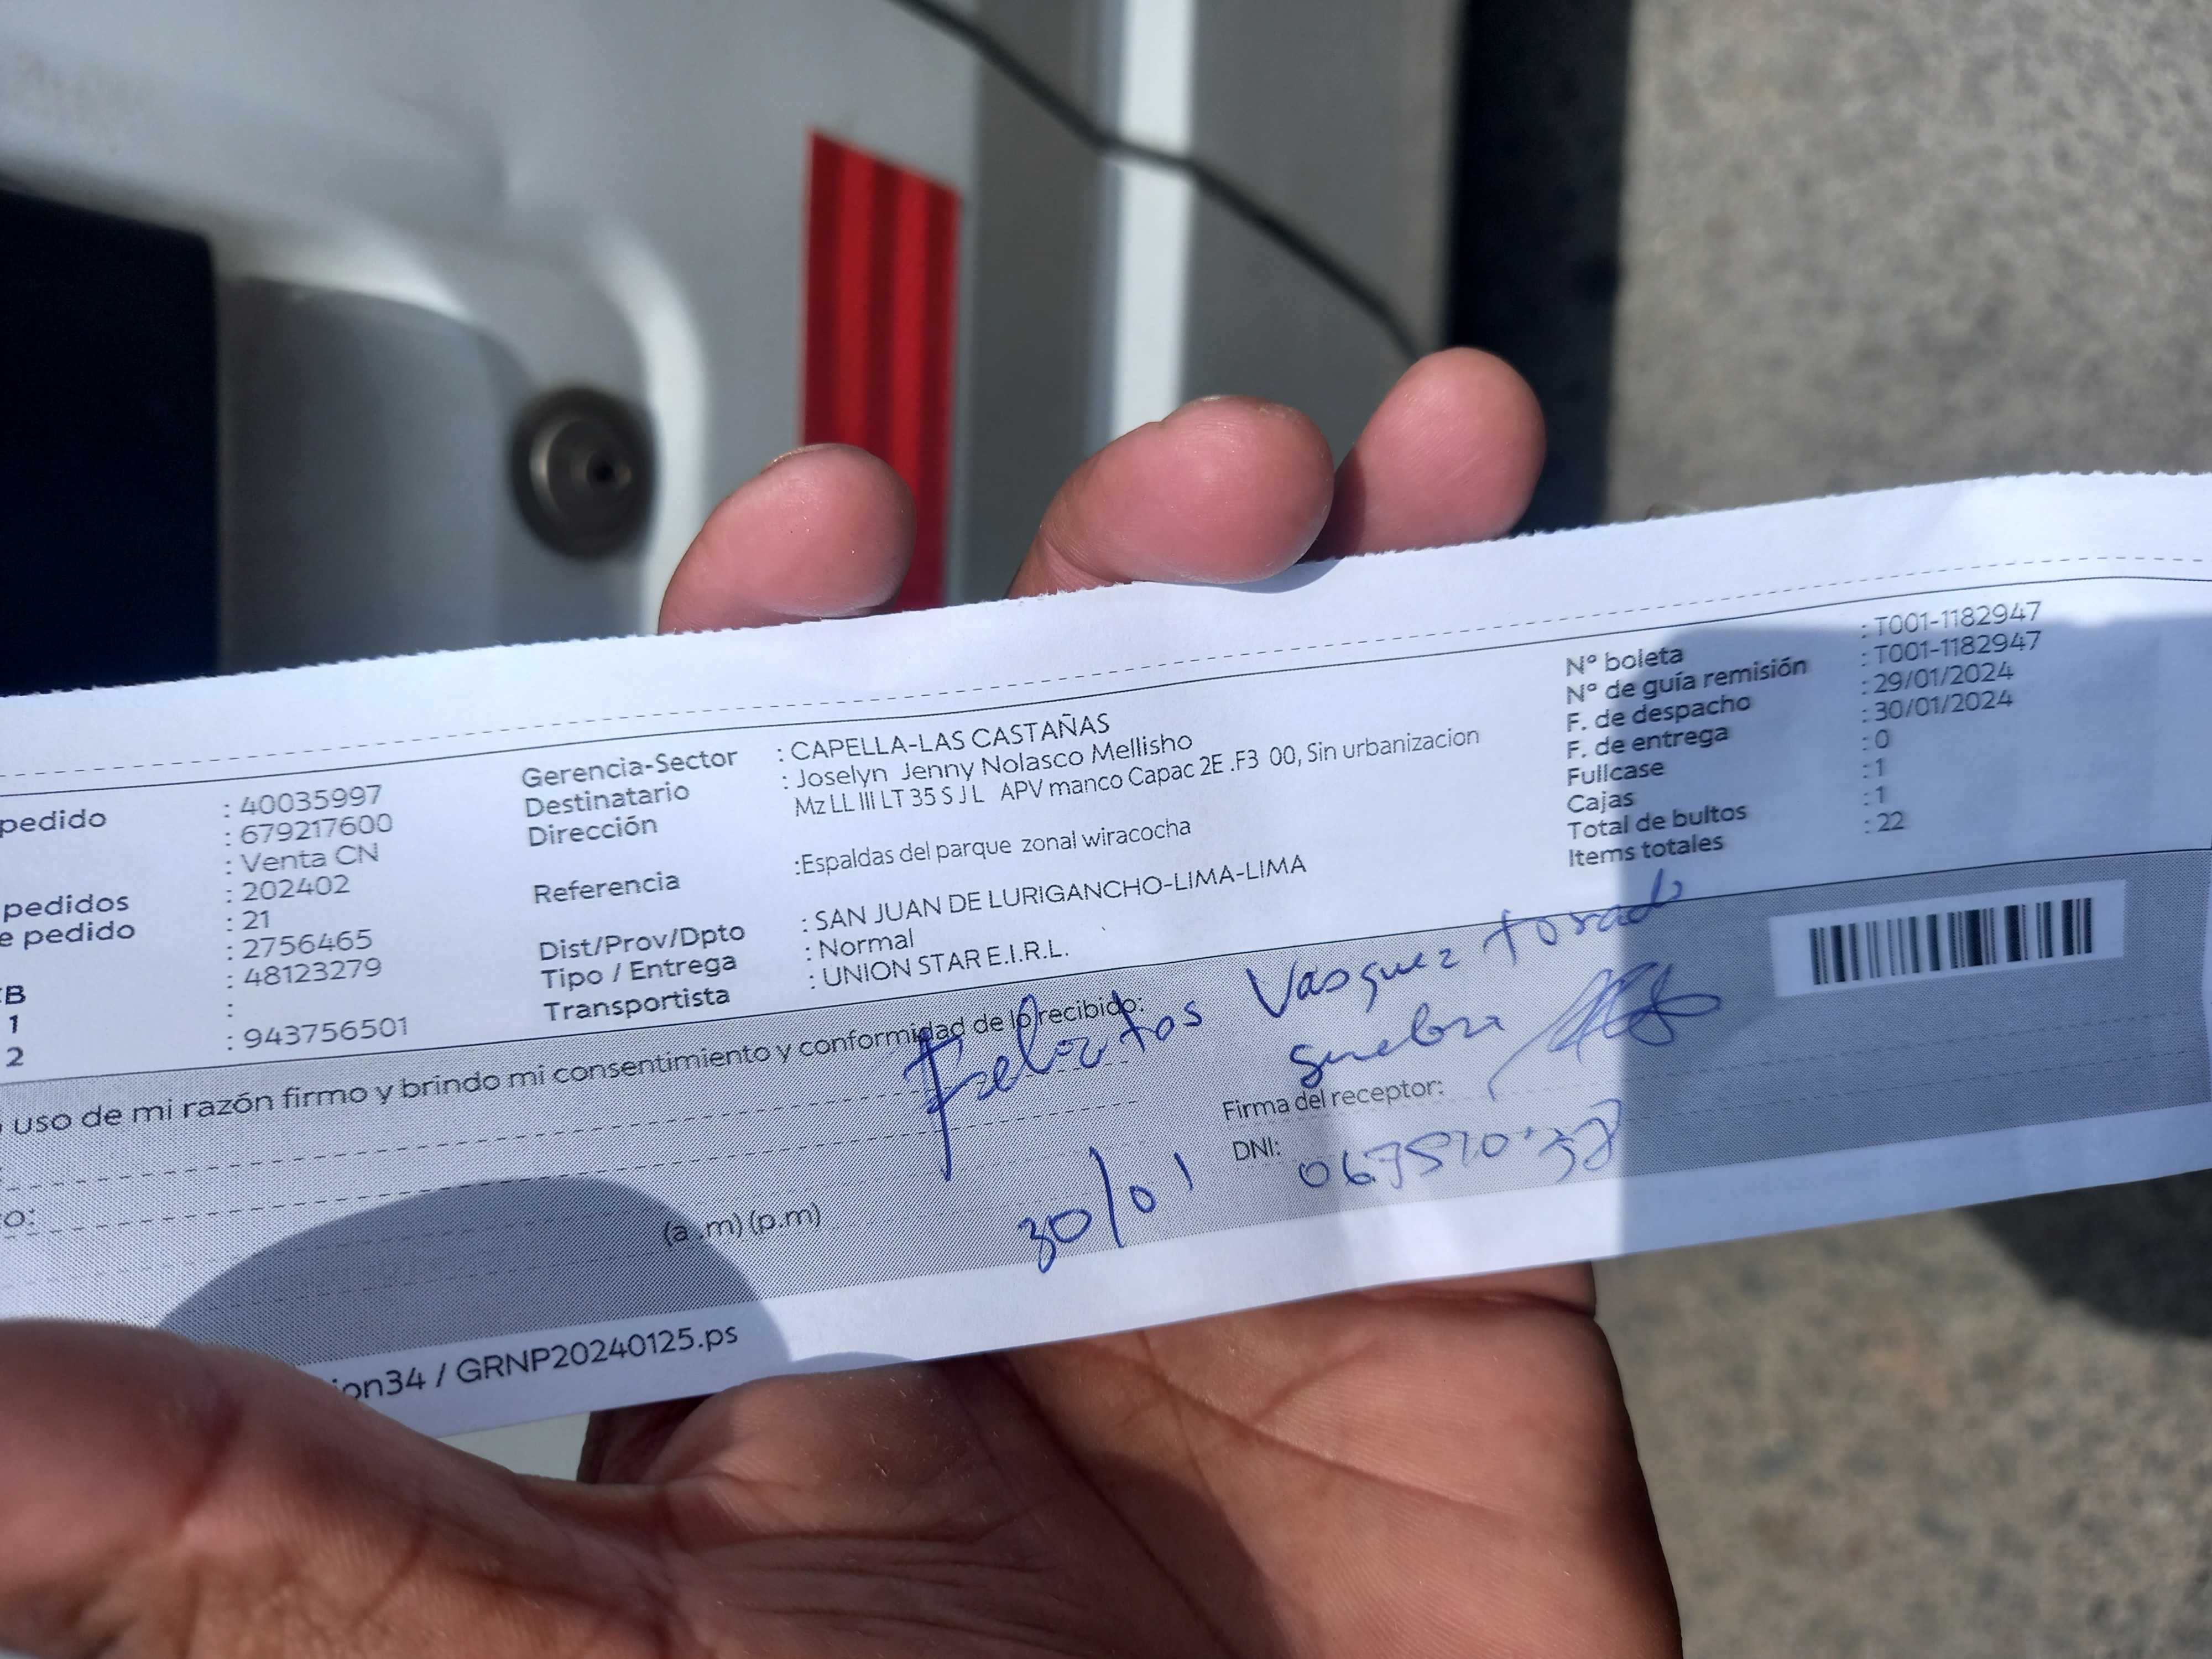 pedido : 40035997
: 679217600
: Venta CN
pedidos : 202402
e pedido : 21
: 2756465
B : 48123279
1 :
2 : 943756501
Gerencia-Sector : CAPELLA-LAS CASTAÑAS
Destinatario : Joselyn Jenny Nolasco Mellisho
Dirección Mz LL III LT 35 S J L APV manco Capac 2E .F3 00, Sin urbanizacion
Referencia :Espaldas del parque zonal wiracocha
Dist/Prov/Dpto : SAN JUAN DE LURIGANCHO-LIMA-LIMA
Tipo / Entrega : Normal
Transportista : UNION STAR E.I.R.L.
N° boleta : T001-1182947
N° de guía remisión : T001-1182947
F. de despacho : 29/01/2024
F. de entrega : 30/01/2024
Fullcase : 0
Cajas : 1
Total de bultos : 1
Items totales : 22
uso de mi razón firmo y brindo mi consentimiento y conformidad de lo recibido:
Vasquez
suebra
Firma del receptor:
DNI:
o:
(a .m) (p.m)
30/01
ion34 / GRNP20240125.ps